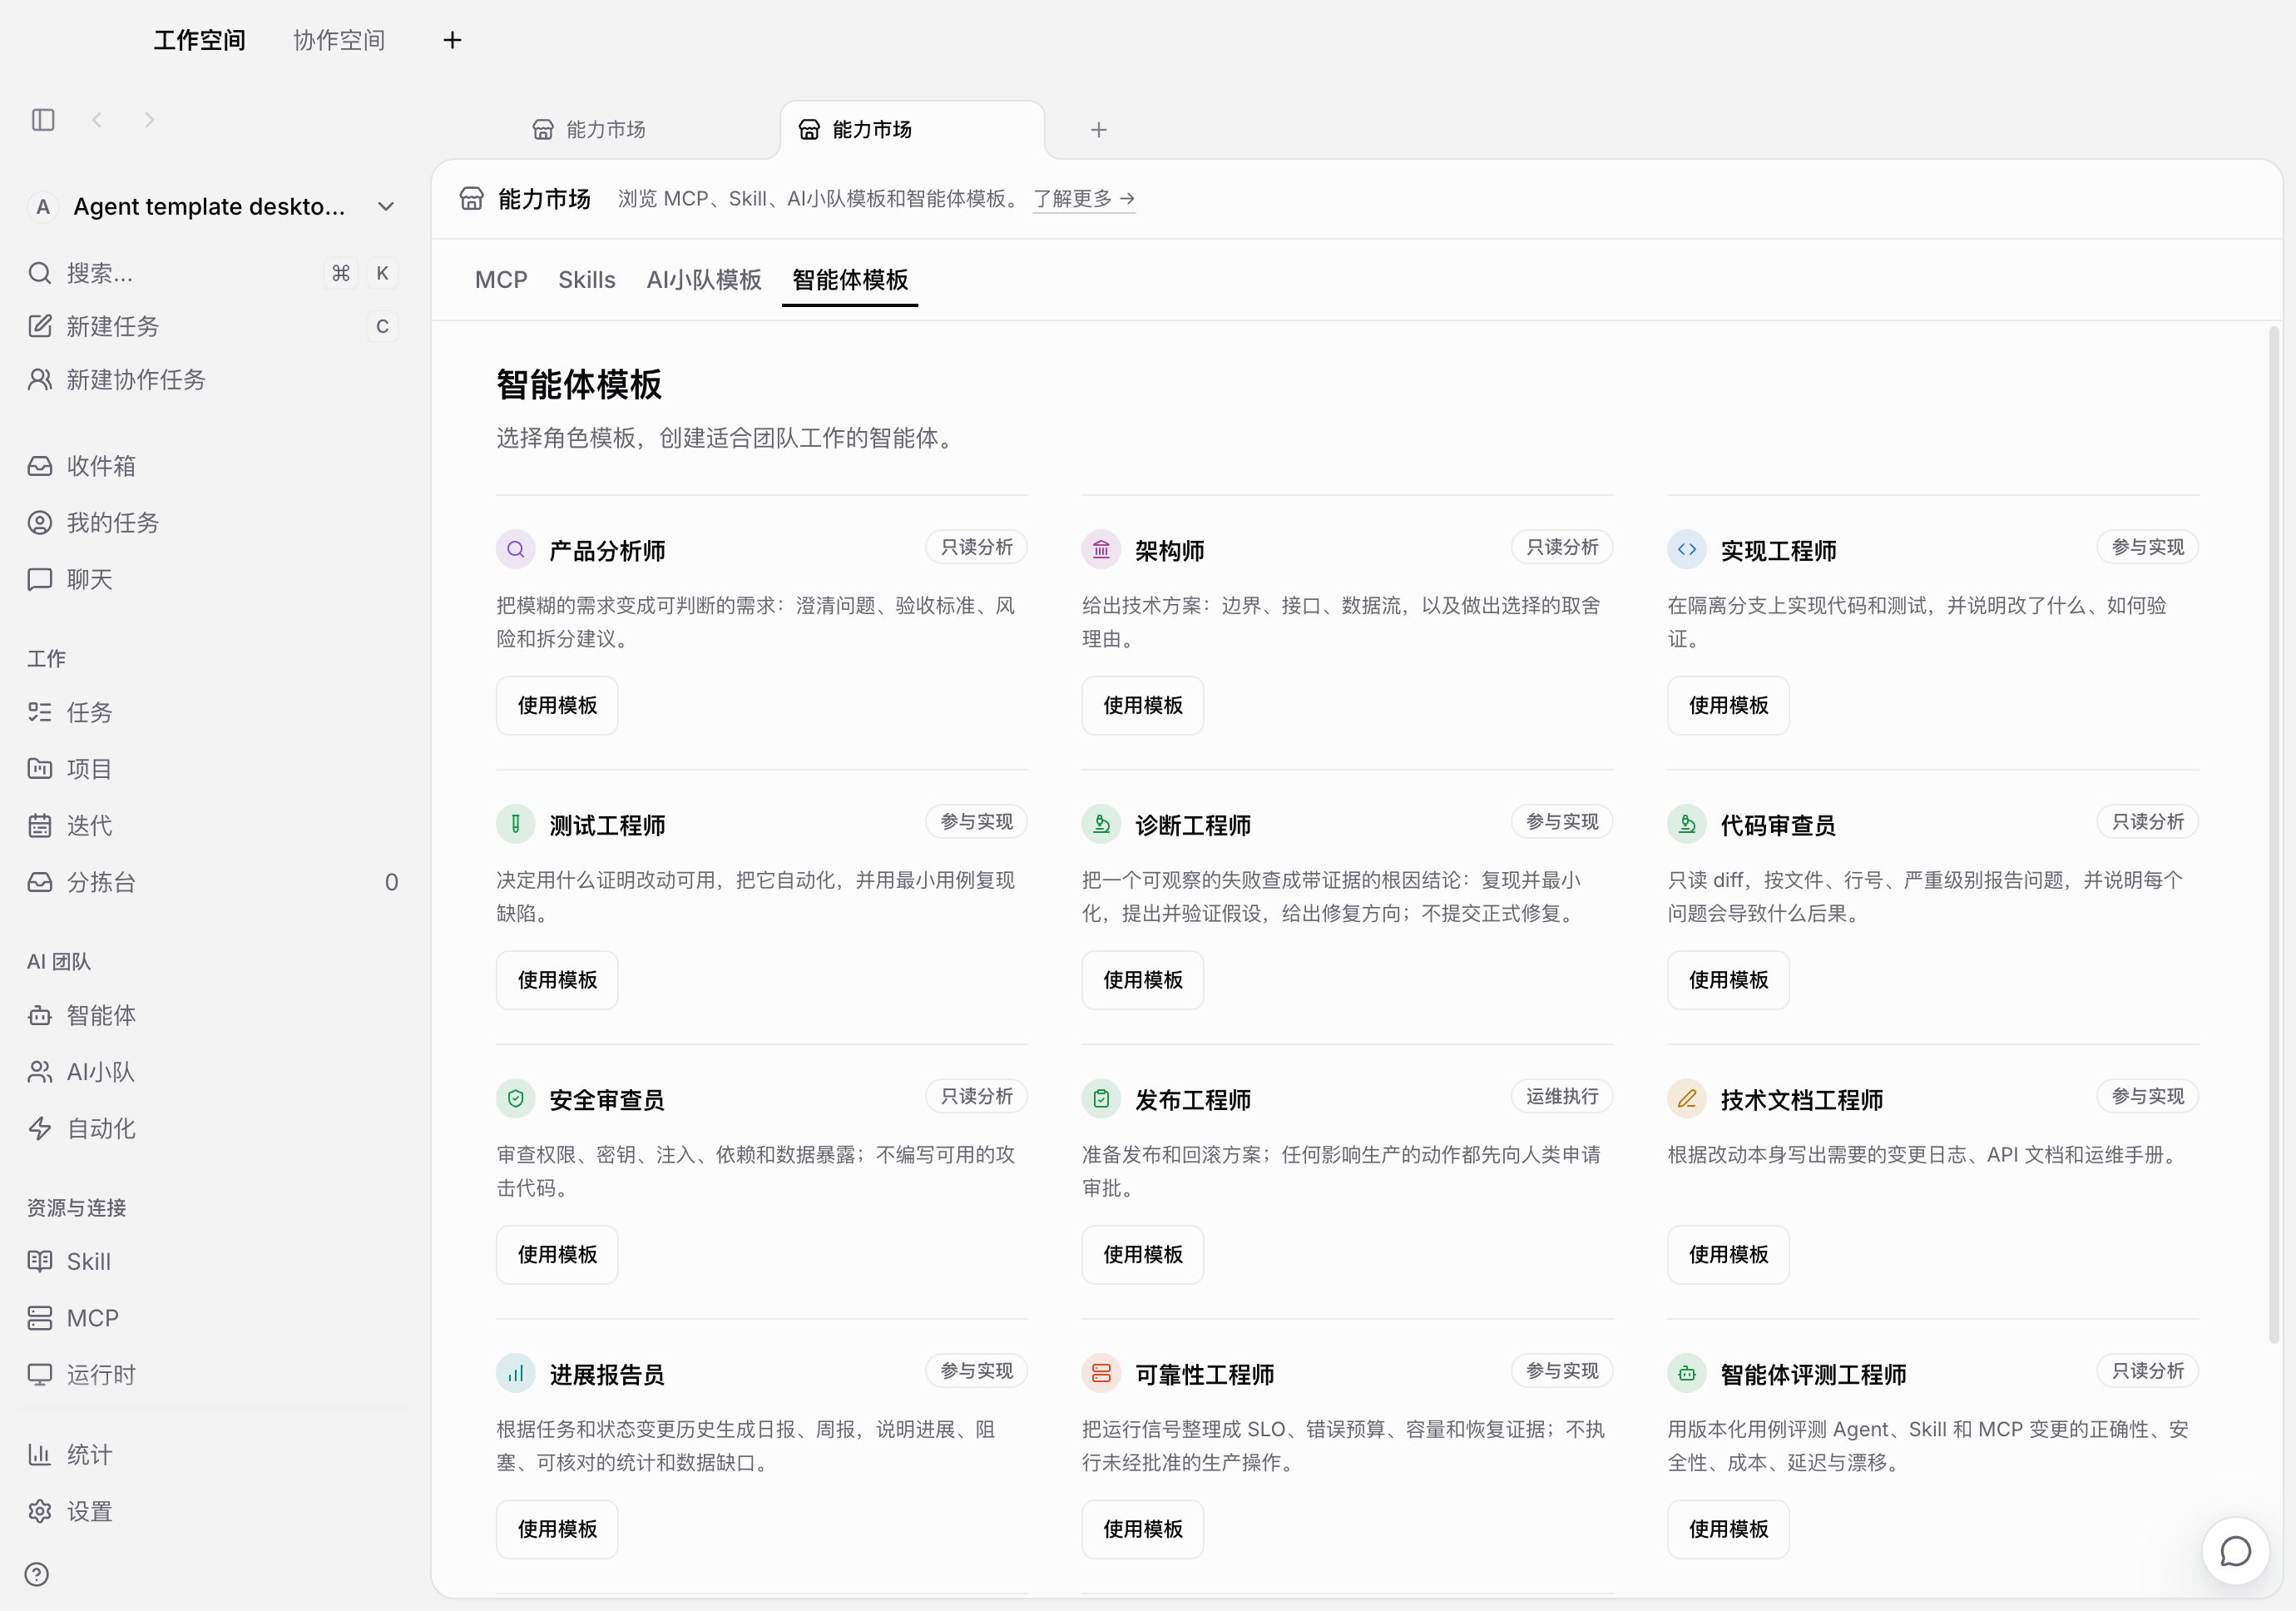 工作空间
协作空间
能力市场
能力市场
A
Agent template deskto...
搜索...
⌘ K
新建任务
C
新建协作任务
收件箱
我的任务
聊天
工作
任务
项目
迭代
分拣台
0
AI 团队
智能体
AI小队
自动化
资源与连接
Skill
MCP
运行时
统计
设置
能力市场
浏览 MCP、Skill、AI小队模板和智能体模板。 了解更多 →
MCP
Skills
AI小队模板
智能体模板
智能体模板
选择角色模板，创建适合团队工作的智能体。
产品分析师
只读分析
把模糊的需求变成可判断的需求：澄清问题、验收标准、风
险和拆分建议。
使用模板
架构师
只读分析
给出技术方案：边界、接口、数据流，以及做出选择的取舍
理由。
使用模板
实现工程师
参与实现
在隔离分支上实现代码和测试，并说明改了什么、如何验
证。
使用模板
测试工程师
参与实现
决定用什么证明改动可用，把它自动化，并用最小用例复现
缺陷。
使用模板
诊断工程师
参与实现
把一个可观察的失败查成带证据的根因结论：复现并最小
化，提出并验证假设，给出修复方向；不提交正式修复。
使用模板
代码审查员
只读分析
只读 diff，按文件、行号、严重级别报告问题，并说明每个
问题会导致什么后果。
使用模板
安全审查员
只读分析
审查权限、密钥、注入、依赖和数据暴露；不编写可用的攻
击代码。
使用模板
发布工程师
运维执行
准备发布和回滚方案；任何影响生产的动作都先向人类申请
审批。
使用模板
技术文档工程师
参与实现
根据改动本身写出需要的变更日志、API 文档和运维手册。
使用模板
进展报告员
参与实现
根据任务和状态变更历史生成日报、周报，说明进展、阻
塞、可核对的统计和数据缺口。
使用模板
可靠性工程师
参与实现
把运行信号整理成 SLO、错误预算、容量和恢复证据；不执
行未经批准的生产操作。
使用模板
智能体评测工程师
只读分析
用版本化用例评测 Agent、Skill 和 MCP 变更的正确性、安
全性、成本、延迟与漂移。
使用模板